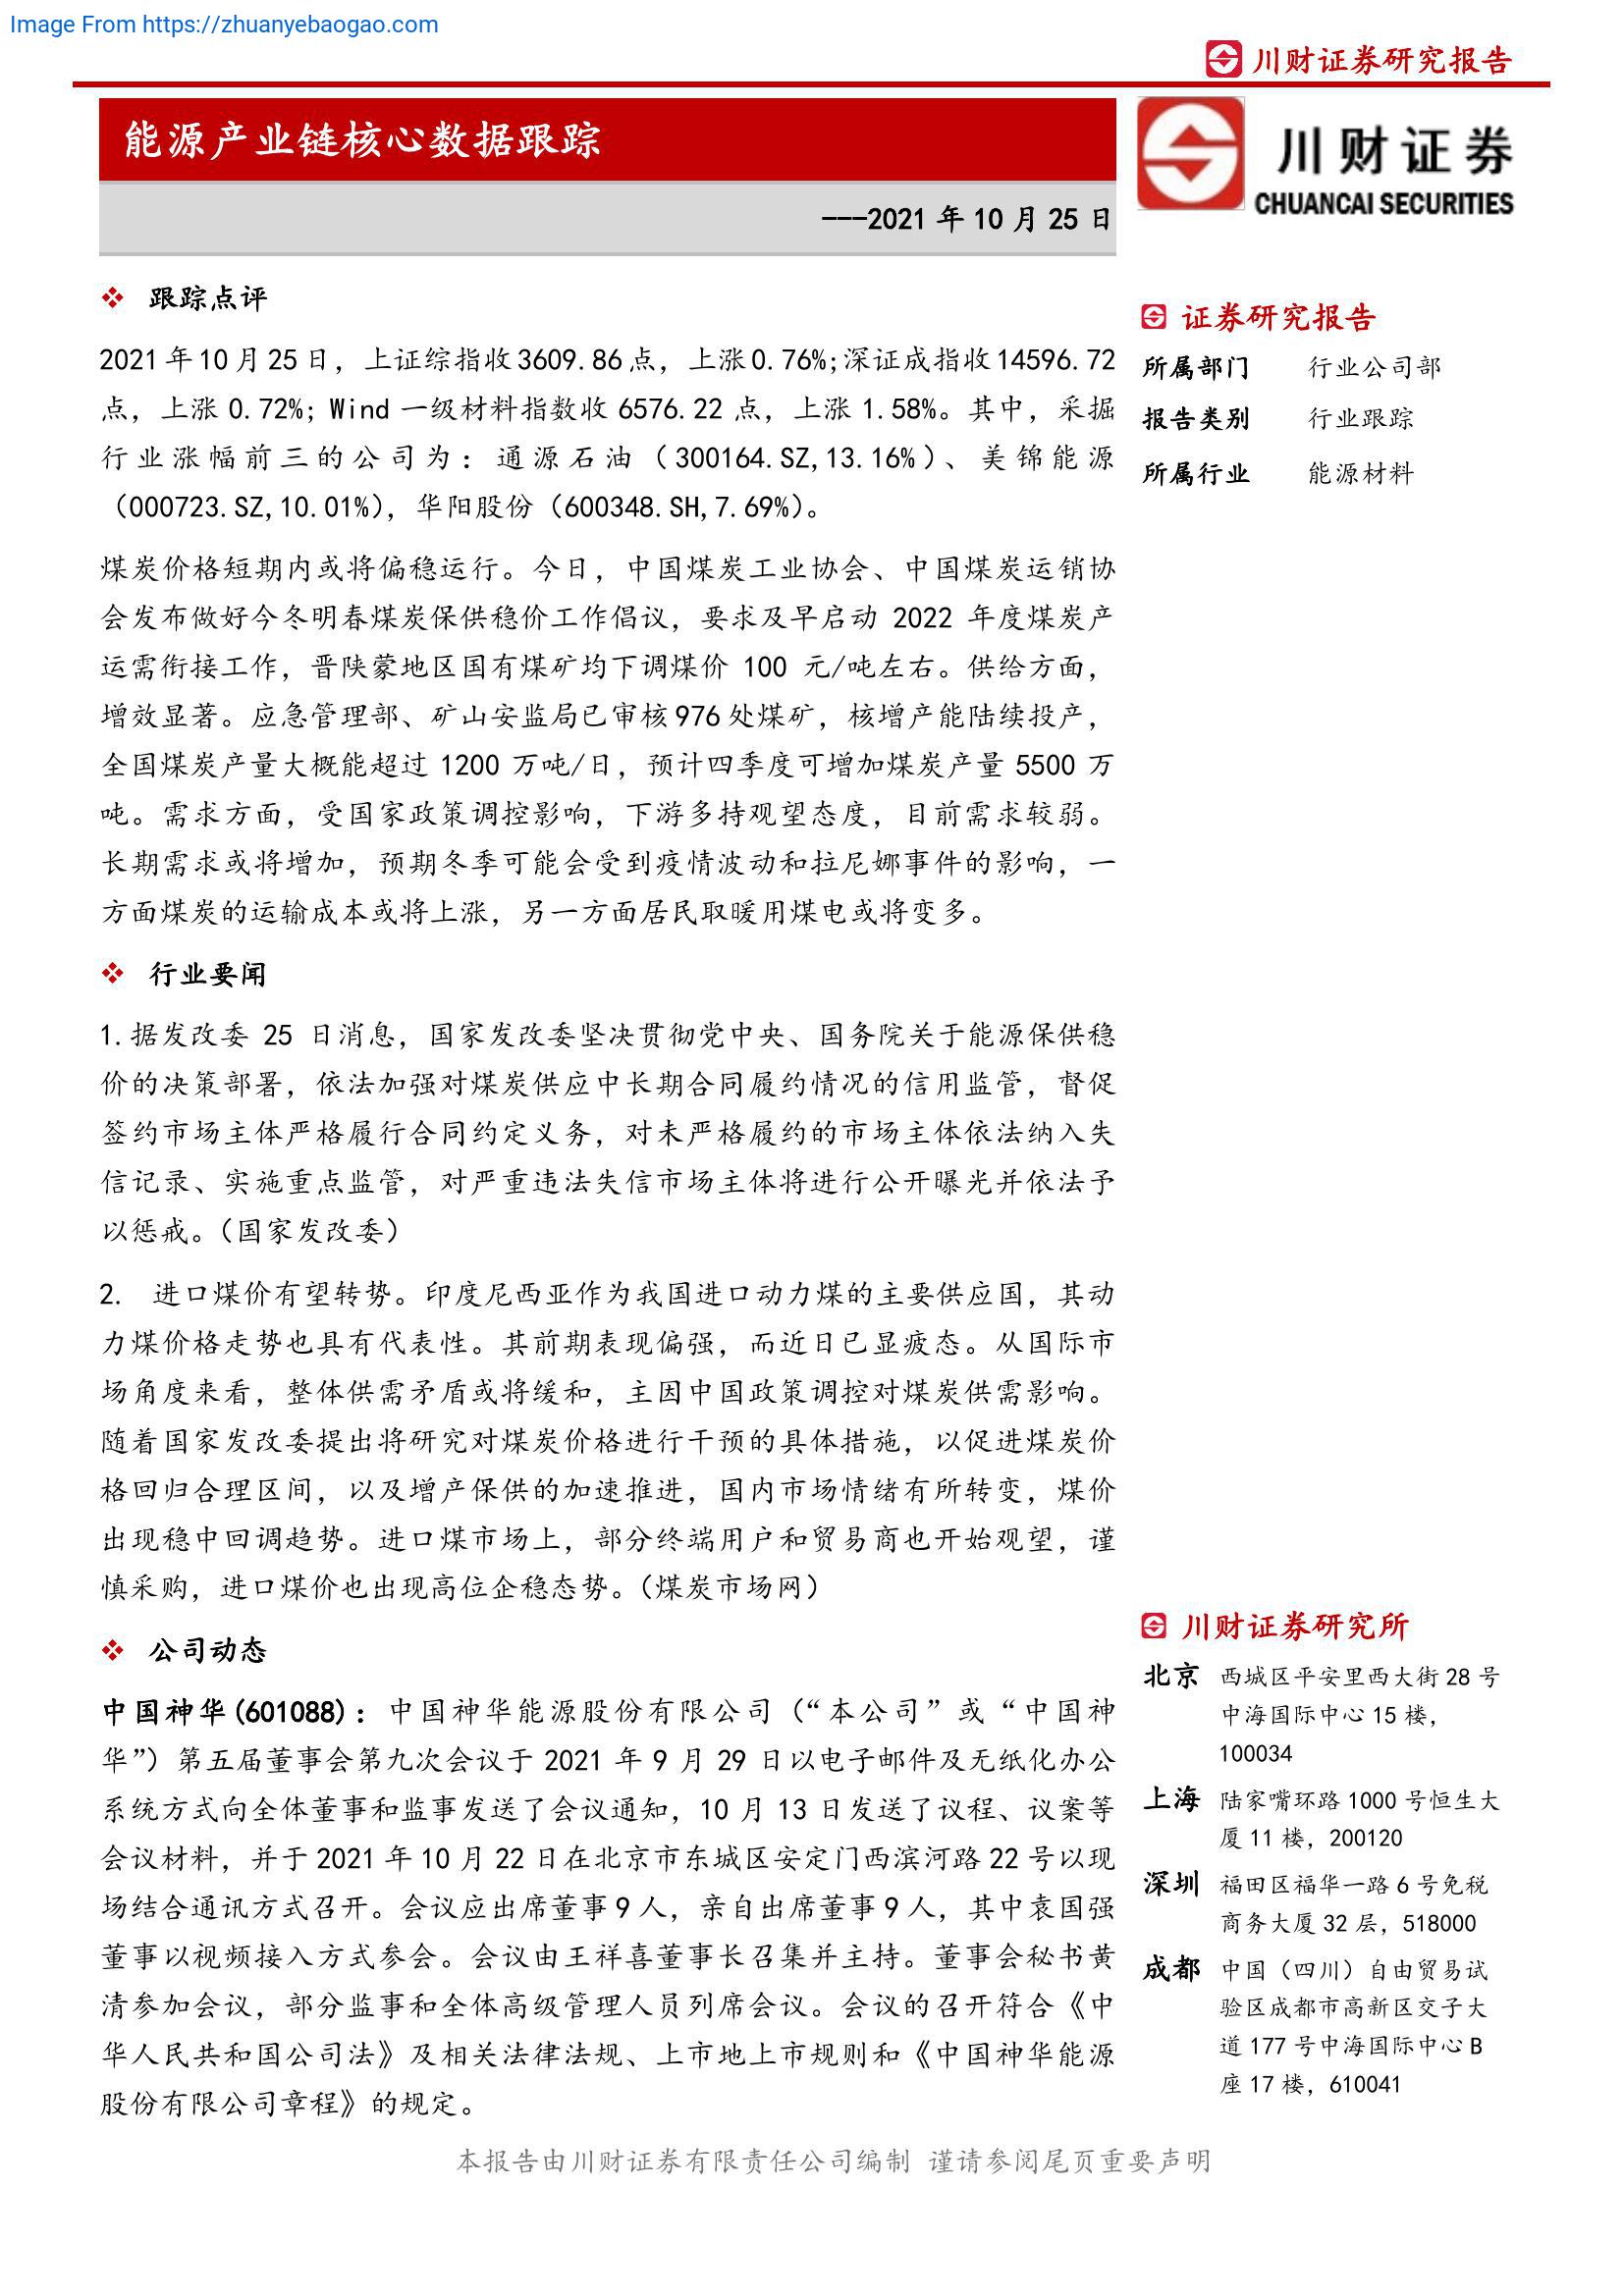 Image From https://zhuanyebaogao.com
川财证券研究报告
能源产业链核心数据跟踪
---2021 年 10 月 25 日
川财证券
CHUANCAI SECURITIES
❖ 跟踪点评
2021 年 10 月 25 日，上证综指收 3609.86 点，上涨 0.76%;深证成指收 14596.72
点，上涨 0.72%; Wind 一级材料指数收 6576.22 点，上涨 1.58%。其中，采掘
行业涨幅前三的公司为：通源石油（300164.SZ,13.16%）、美锦能源
（000723.SZ,10.01%），华阳股份（600348.SH,7.69%）。
煤炭价格短期内或将偏稳运行。今日，中国煤炭工业协会、中国煤炭运销协
会发布做好今冬明春煤炭保供稳价工作倡议，要求及早启动 2022 年度煤炭产
运需衔接工作，晋陕蒙地区国有煤矿均下调煤价 100 元/吨左右。供给方面，
增效显著。应急管理部、矿山安监局已审核 976 处煤矿，核增产能陆续投产，
全国煤炭产量大概能超过 1200 万吨/日，预计四季度可增加煤炭产量 5500 万
吨。需求方面，受国家政策调控影响，下游多持观望态度，目前需求较弱。
长期需求或将增加，预期冬季可能会受到疫情波动和拉尼娜事件的影响，一
方面煤炭的运输成本或将上涨，另一方面居民取暖用煤电或将变多。
❖ 行业要闻
1.据发改委 25 日消息，国家发改委坚决贯彻党中央、国务院关于能源保供稳
价的决策部署，依法加强对煤炭供应中长期合同履约情况的信用监管，督促
签约市场主体严格履行合同约定义务，对未严格履约的市场主体依法纳入失
信记录、实施重点监管，对严重违法失信市场主体将进行公开曝光并依法予
以惩戒。（国家发改委）
2. 进口煤价有望转势。印度尼西亚作为我国进口动力煤的主要供应国，其动
力煤价格走势也具有代表性。其前期表现偏强，而近日已显疲态。从国际市
场角度来看，整体供需矛盾或将缓和，主因中国政策调控对煤炭供需影响。
随着国家发改委提出将研究对煤炭价格进行干预的具体措施，以促进煤炭价
格回归合理区间，以及增产保供的加速推进，国内市场情绪有所转变，煤价
出现稳中回调趋势。进口煤市场上，部分终端用户和贸易商也开始观望，谨
慎采购，进口煤价也出现高位企稳态势。（煤炭市场网）
❖ 公司动态
中国神华(601088)：中国神华能源股份有限公司（“本公司”或“中国神
华”）第五届董事会第九次会议于 2021 年 9 月 29 日以电子邮件及无纸化办公
系统方式向全体董事和监事发送了会议通知，10 月 13 日发送了议程、议案等
会议材料，并于 2021 年 10 月 22 日在北京市东城区安定门西滨河路 22 号以现
场结合通讯方式召开。会议应出席董事 9 人，亲自出席董事 9 人，其中袁国强
董事以视频接入方式参会。会议由王祥喜董事长召集并主持。董事会秘书黄
清参加会议，部分监事和全体高级管理人员列席会议。会议的召开符合《中
华人民共和国公司法》及相关法律法规、上市地上市规则和《中国神华能源
股份有限公司章程》的规定。
证券研究报告
所属部门 行业公司部
报告类别 行业跟踪
所属行业 能源材料
川财证券研究所
北京 西城区平安里西大街 28 号
中海国际中心 15 楼，
100034
上海 陆家嘴环路 1000 号恒生大
厦 11 楼，200120
深圳 福田区福华一路 6 号免税
商务大厦 32 层，518000
成都 中国（四川）自由贸易试
验区成都市高新区交子大
道 177 号中海国际中心 B
座 17 楼，610041
本报告由川财证券有限责任公司编制 谨请参阅尾页重要声明